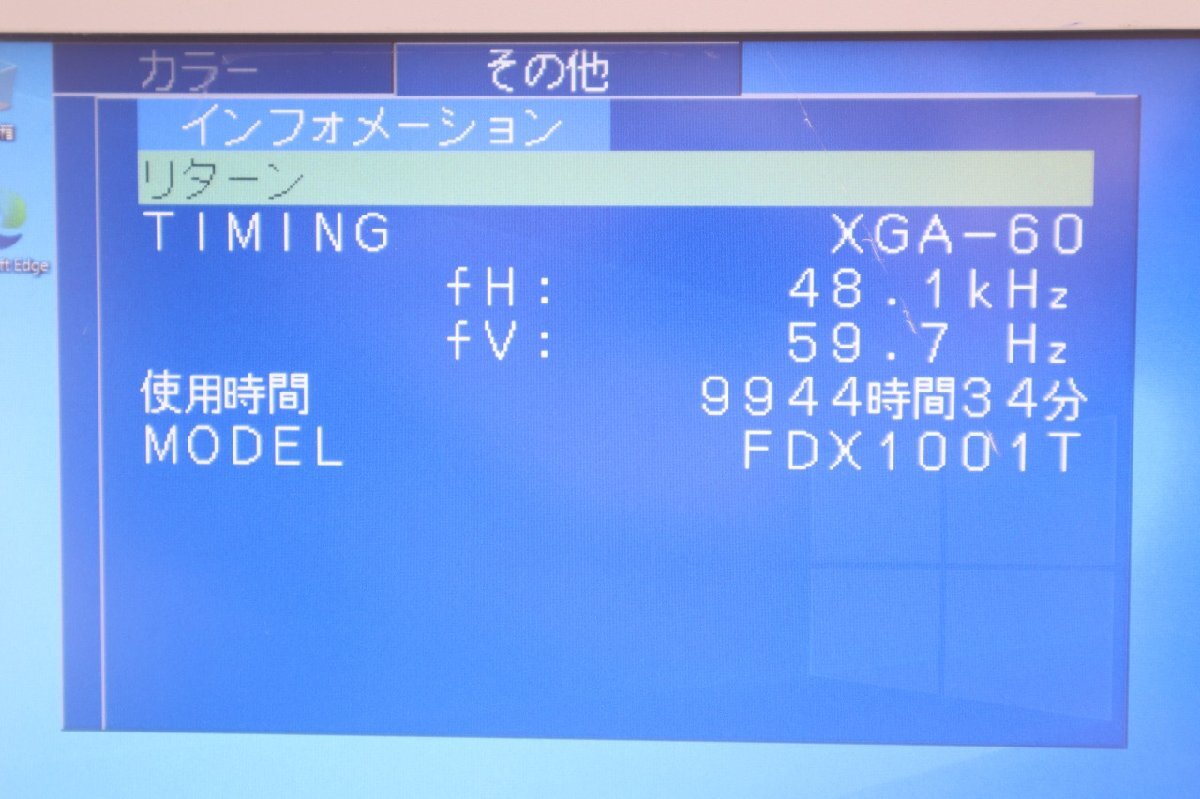 カラー その他
インフォメーション
リターン
TIMING XGA-60
fH: 48.1kHz
fV: 59.7 Hz
使用時間 9944時間34分
MODEL FDX1001T
Edge